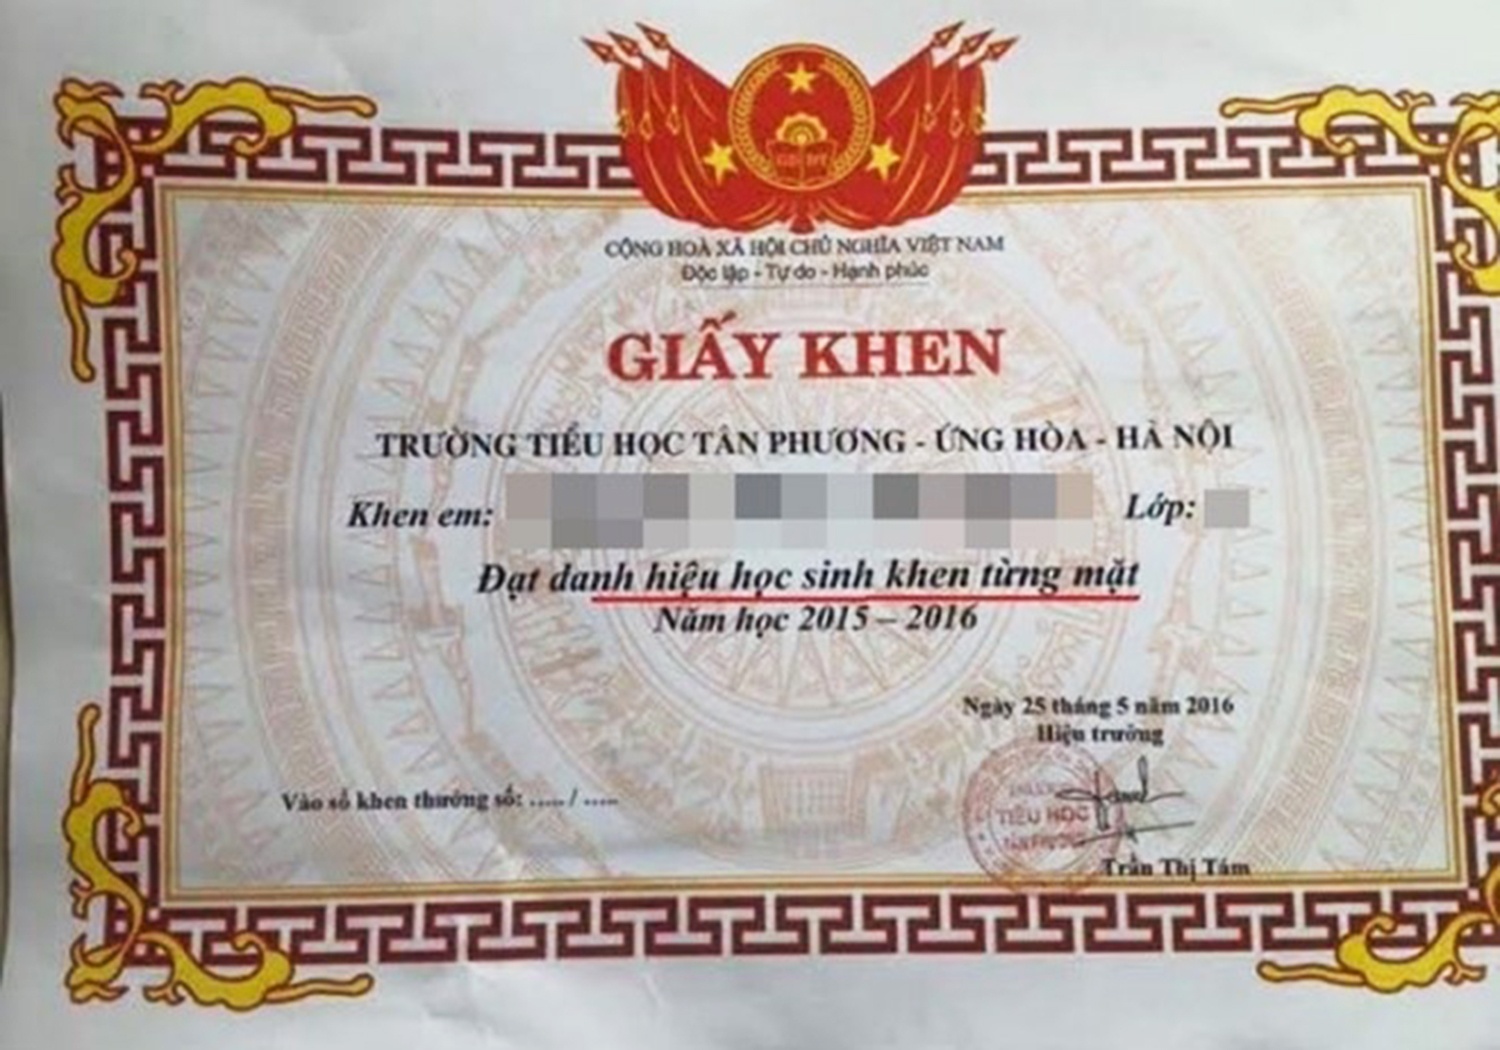 CỘNG HOÀ XÃ HỘI CHỦ NGHĨA VIỆT NAM
Độc lập - Tự do - Hạnh phúc
GIẤY KHEN
TRƯỜNG TIỂU HỌC TÂN PHƯƠNG - ỨNG HÒA - HÀ NỘI
Khen em: Lớp:
Đạt danh hiệu học sinh khen từng mặt
Năm học 2015 – 2016
Ngày 25 tháng 5 năm 2016
Hiệu trưởng
Vào sổ khen thưởng số: ..... / .....
TIỂU HỌC
Trần Thị Tám